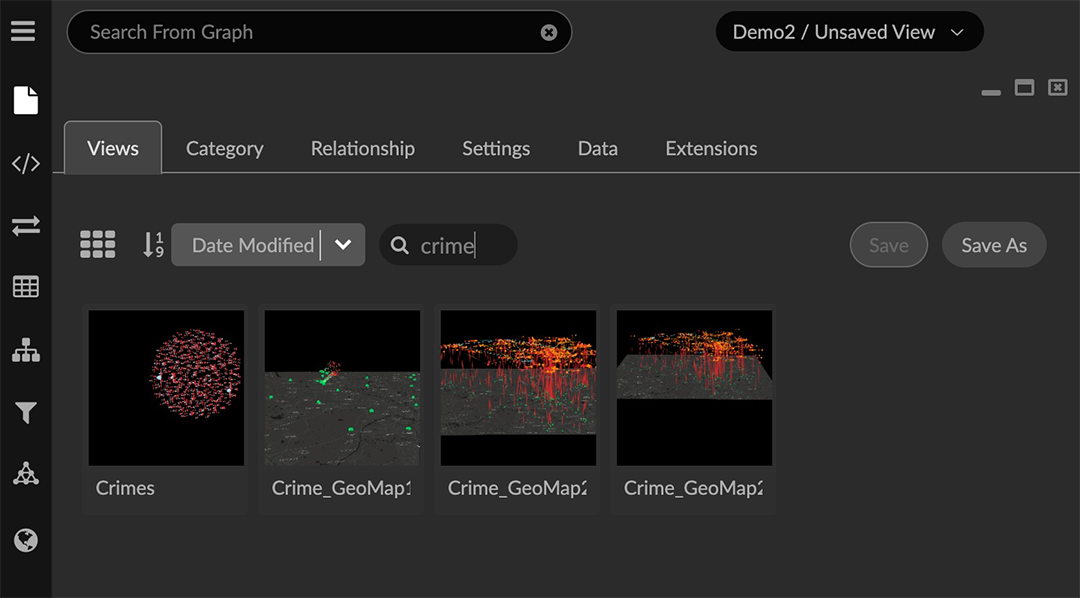 Search From Graph
Demo2 / Unsaved View
Views Category Relationship Settings Data Extensions
1
9
Date Modified
crime
Save
Save As
Crimes
Crime_GeoMap1
Crime_GeoMap2
Crime_GeoMap2